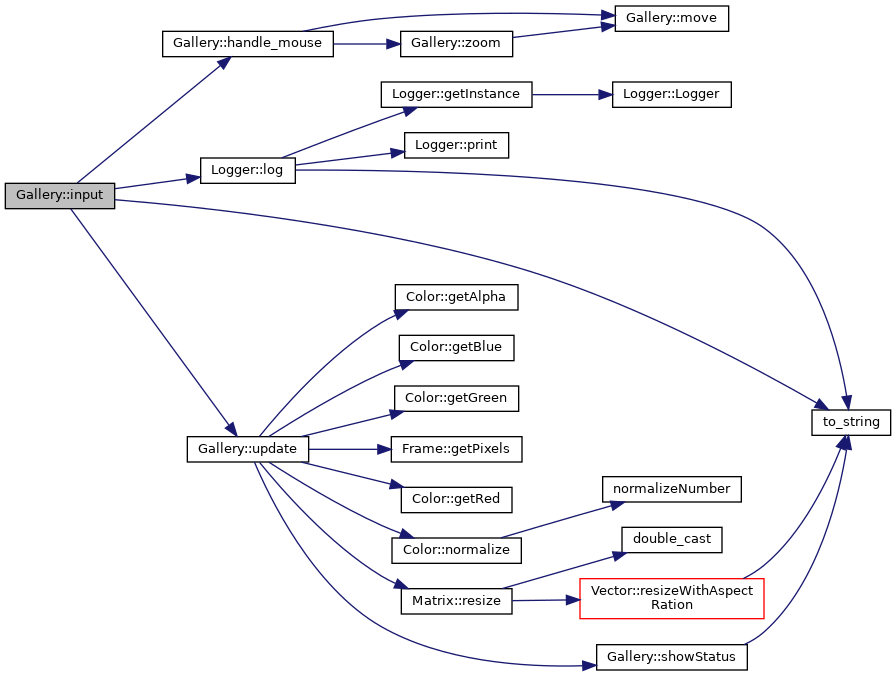 Gallery::input
Gallery::handle_mouse
Gallery::move
Gallery::zoom
Logger::log
Logger::getInstance
Logger::Logger
Logger::print
to_string
Gallery::update
Color::getAlpha
Color::getBlue
Color::getGreen
Frame::getPixels
Color::getRed
Color::normalize
normalizeNumber
Matrix::resize
double_cast
Vector::resizeWithAspect
Ration
Gallery::showStatus